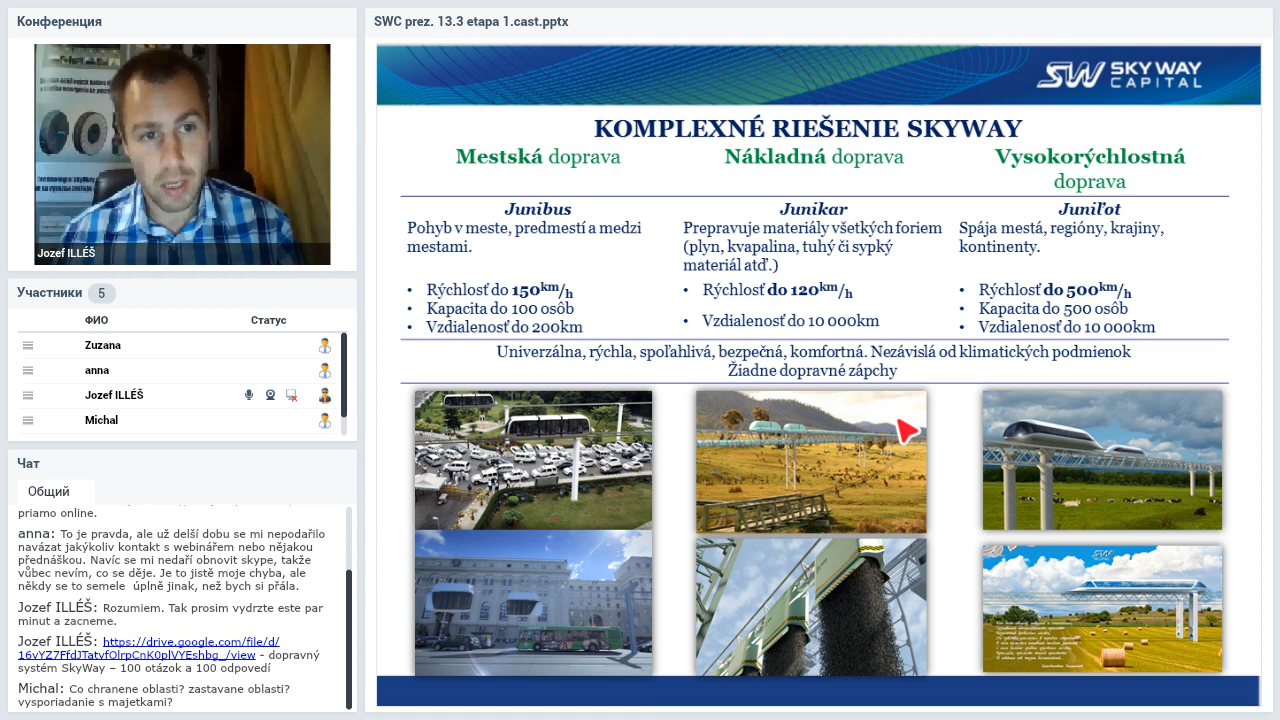 Конференция
Jozef ILLÉŠ
Участники 5
ФИО Статус
Zuzana
anna
Jozef ILLÉŠ
Michal
Чат
Общий
priamo online.
anna: To je pravda, ale už delší dobu se mi nepodařilo
navázat jakýkoliv kontakt s webinářem nebo nějakou
přednáškou. Navíc se mi nedaří obnovit skype, takže
vůbec nevím, co se děje. Je to jistě moje chyba, ale
někdy se to semele úplně jinak, než bych si přála.
Jozef ILLÉŠ: Rozumiem. Tak prosim vydrzte este par
minut a zacneme.
Jozef ILLÉŠ: https://drive.google.com/file/d/
- dopravný
systém SkyWay – 100 otázok a 100 odpovedí
Michal: Co chranene oblasti? zastavane oblasti?
vysporiadanie s majetkami?
SWC prez. 13.3 etapa 1.cast.pptx
SW SKY WAY
CAPITAL
KOMPLEXNÉ RIEŠENIE SKYWAY
Mestská doprava
Nákladná doprava
Vysokorýchlostná
doprava
Junibus
Pohyb v meste, predmestí a medzi
mestami.
• Rýchlosť do 150km/h
• Kapacita do 100 osôb
• Vzdialenosť do 200km
Junikar
Prepravuje materiály všetkých foriem
(plyn, kvapalina, tuhý či sypký
materiál atď.)
• Rýchlosť do 120km/h
• Vzdialenosť do 10 000km
Juniľot
Spája mestá, regióny, krajiny,
kontinenty.
• Rýchlosť do 500km/h
• Kapacita do 500 osôb
• Vzdialenosť do 10 000km
Univerzálna, rýchla, spoľahlivá, bezpečná, komfortná. Nezávislá od klimatických podmienok
Žiadne dopravné zápchy